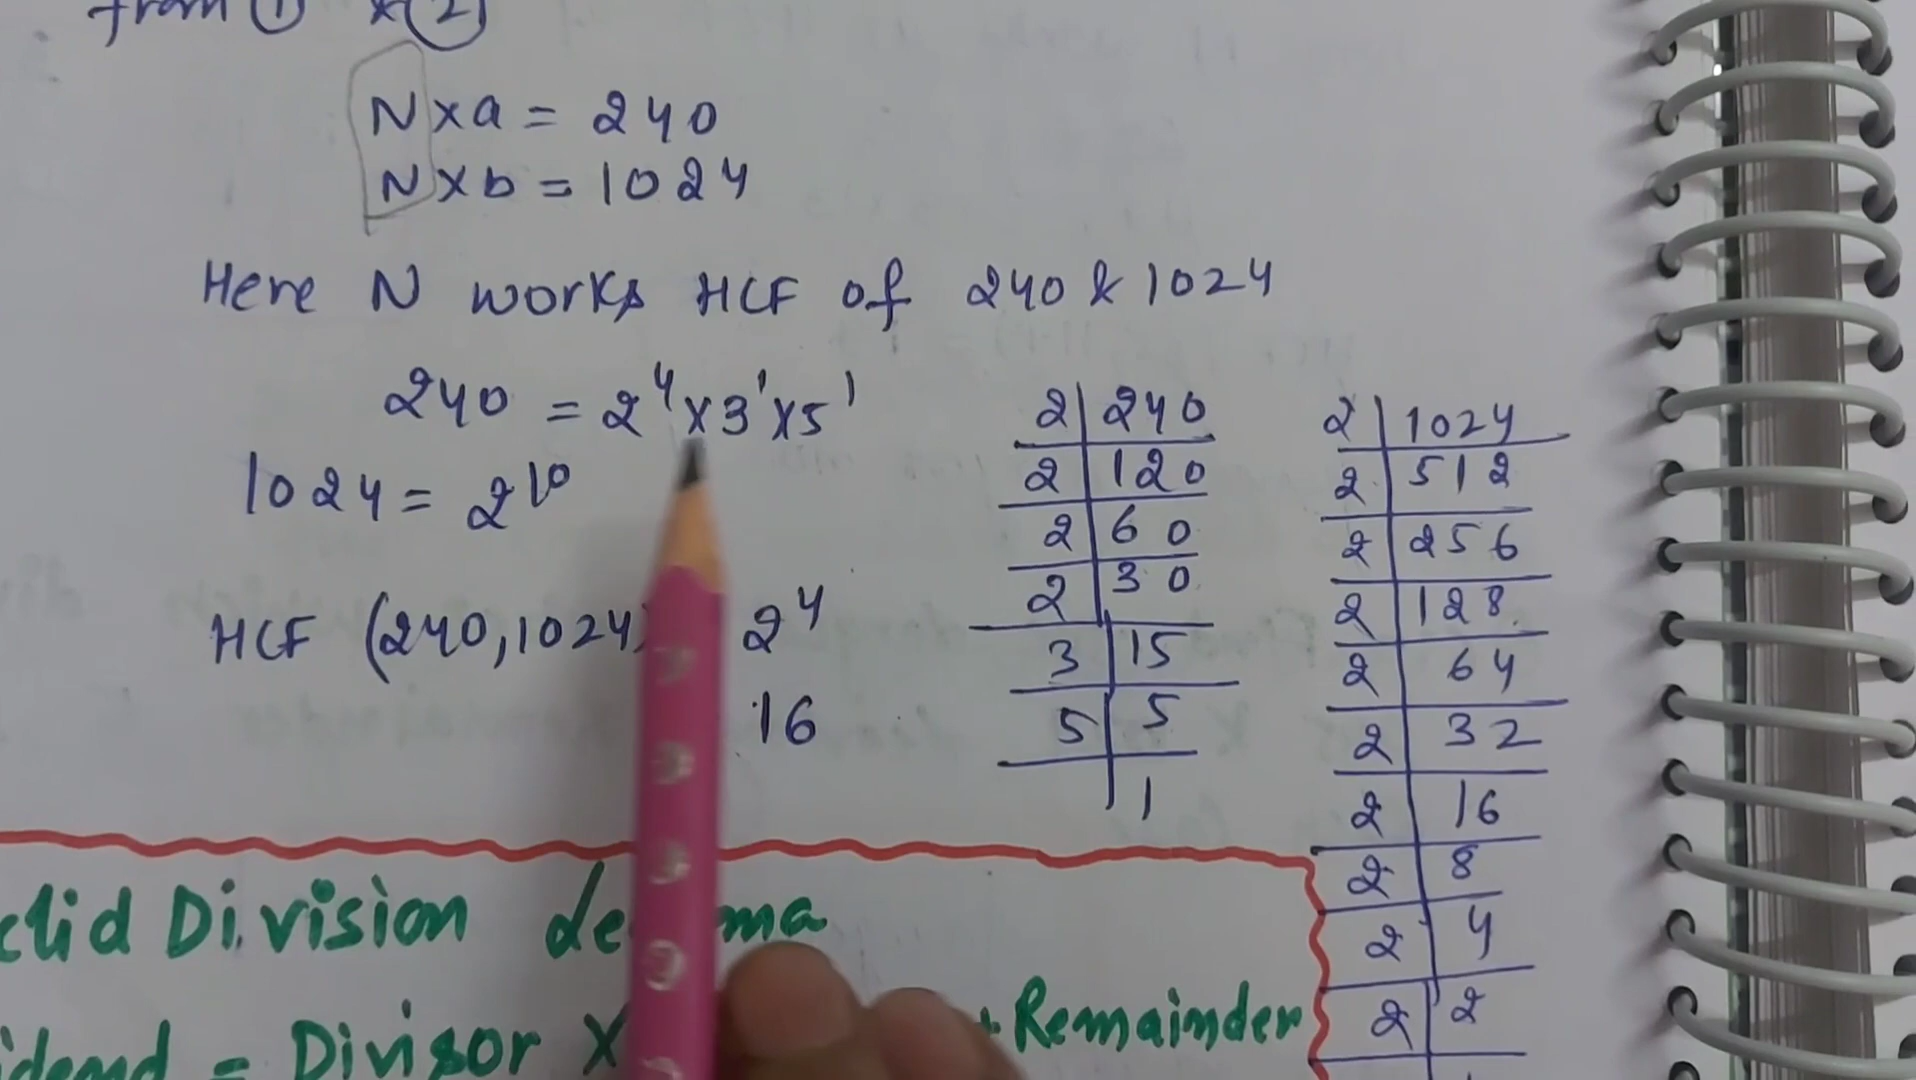 from ① & ②
N×a = 240
N×b = 1024
Here N works HCF of 240 & 1024
240 = 2⁴×3¹×5¹
1024 = 2¹⁰
HCF (240,1024) 2⁴
16
2 | 240
2 | 120
2 | 60
2 | 30
3 | 15
5 | 5
1
2 | 1024
2 | 512
2 | 256
2 | 128
2 | 64
2 | 32
2 | 16
2 | 8
2 | 4
2 | 2
clid Division
= Divisor × + Remainder